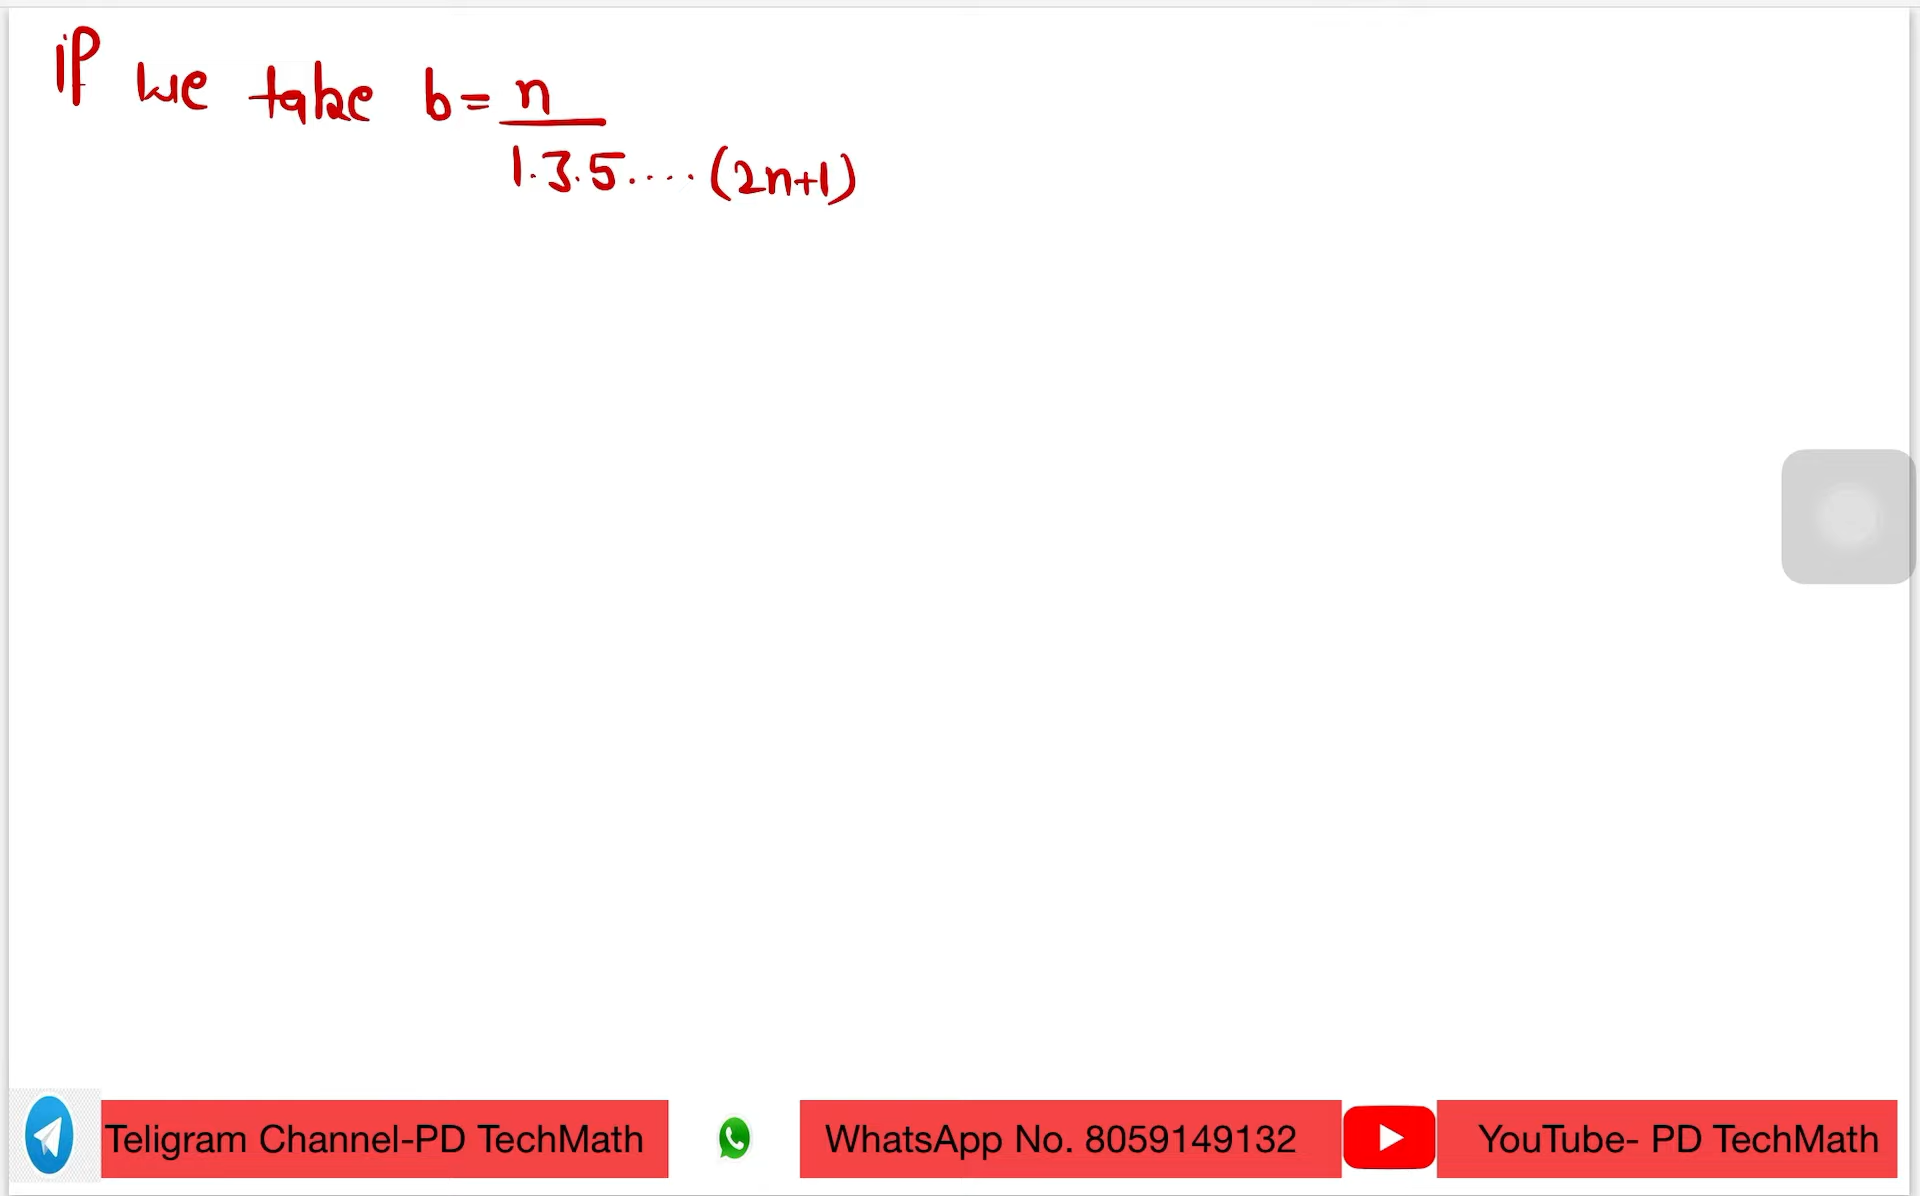 if we take b = n
1.3.5.... (2n+1)
Teligram Channel-PD TechMath
WhatsApp No. 8059149132
YouTube- PD TechMath